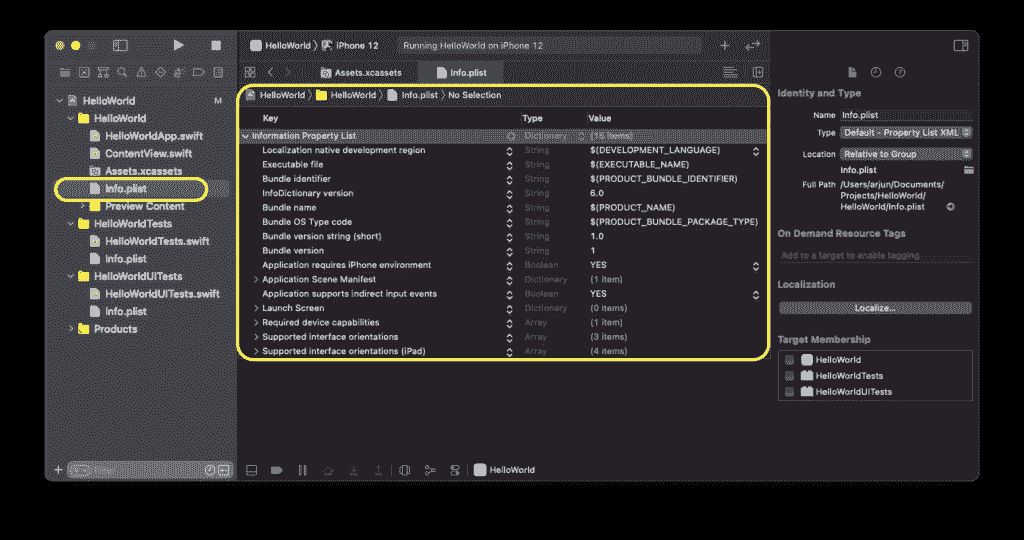 HelloWorld 〉 iPhone 12
Running HelloWorld on iPhone 12
Assets.xcassets
Info.plist
HelloWorld M
HelloWorld
HelloWorldApp.swift
ContentView.swift
Assets.xcassets
Info.plist
Preview Content
HelloWorldTests
HelloWorldTests.swift
Info.plist
HelloWorldUITests
HelloWorldUITests.swift
Info.plist
Products
Filter
HelloWorld 〉 HelloWorld 〉 Info.plist 〉 No Selection
Key Type Value
Information Property List Dictionary (16 items)
Localization native development region String $(DEVELOPMENT_LANGUAGE)
Executable file String $(EXECUTABLE_NAME)
Bundle identifier String $(PRODUCT_BUNDLE_IDENTIFIER)
InfoDictionary version String 6.0
Bundle name String $(PRODUCT_NAME)
Bundle OS Type code String $(PRODUCT_BUNDLE_PACKAGE_TYPE)
Bundle version string (short) String 1.0
Bundle version String 1
Application requires iPhone environment Boolean YES
Application Scene Manifest Dictionary (1 item)
Application supports indirect input events Boolean YES
Launch Screen Dictionary (0 items)
Required device capabilities Array (1 item)
Supported interface orientations Array (3 items)
Supported interface orientations (iPad) Array (4 items)
HelloWorld
Identity and Type
Name Info.plist
Type Default - Property List XML
Location Relative to Group
Info.plist
Full Path /Users/arjun/Documents/
Projects/HelloWorld/
HelloWorld/Info.plist
On Demand Resource Tags
Add to a target to enable tagging
Localization
Localize...
Target Membership
HelloWorld
HelloWorldTests
HelloWorldUITests